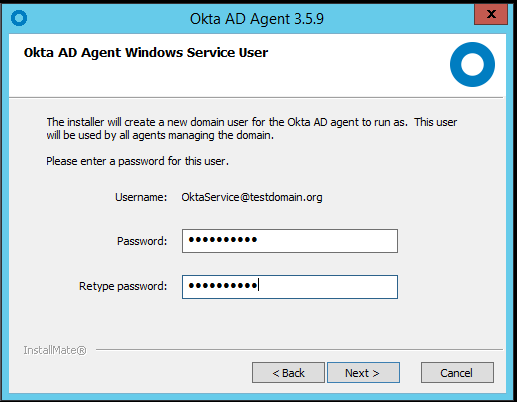 Okta AD Agent 3.5.9
x
Okta AD Agent Windows Service User
The installer will create a new domain user for the Okta AD agent to run as.  This user
will be used by all agents managing the domain.
Please enter a password for this user.
Username: OktaService@testdomain.org
Password: ●●●●●●●●●●
Retype password: ●●●●●●●●●●
InstallMate®
< Back Next > Cancel